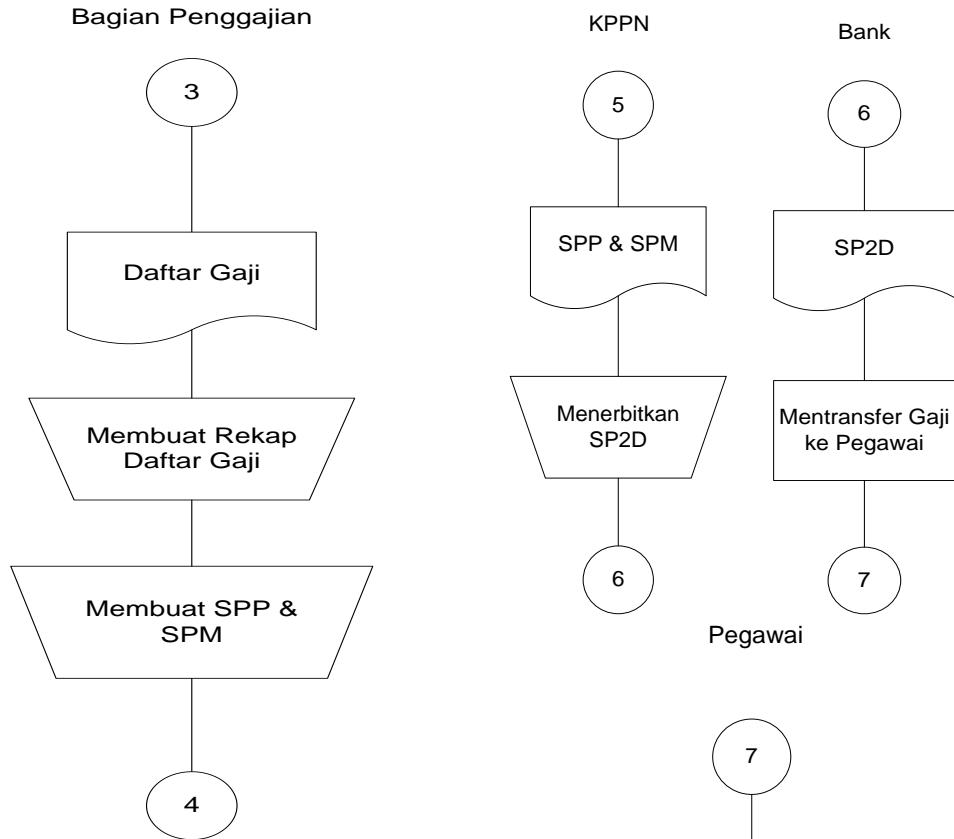 Bagian Penggajian
3
Daftar Gaji
Membuat Rekap
Daftar Gaji
Membuat SPP &
SPM
4
KPPN
5
SPP & SPM
Menerbitkan
SP2D
6
Bank
6
SP2D
Mentransfer Gaji
ke Pegawai
7
Pegawai
7